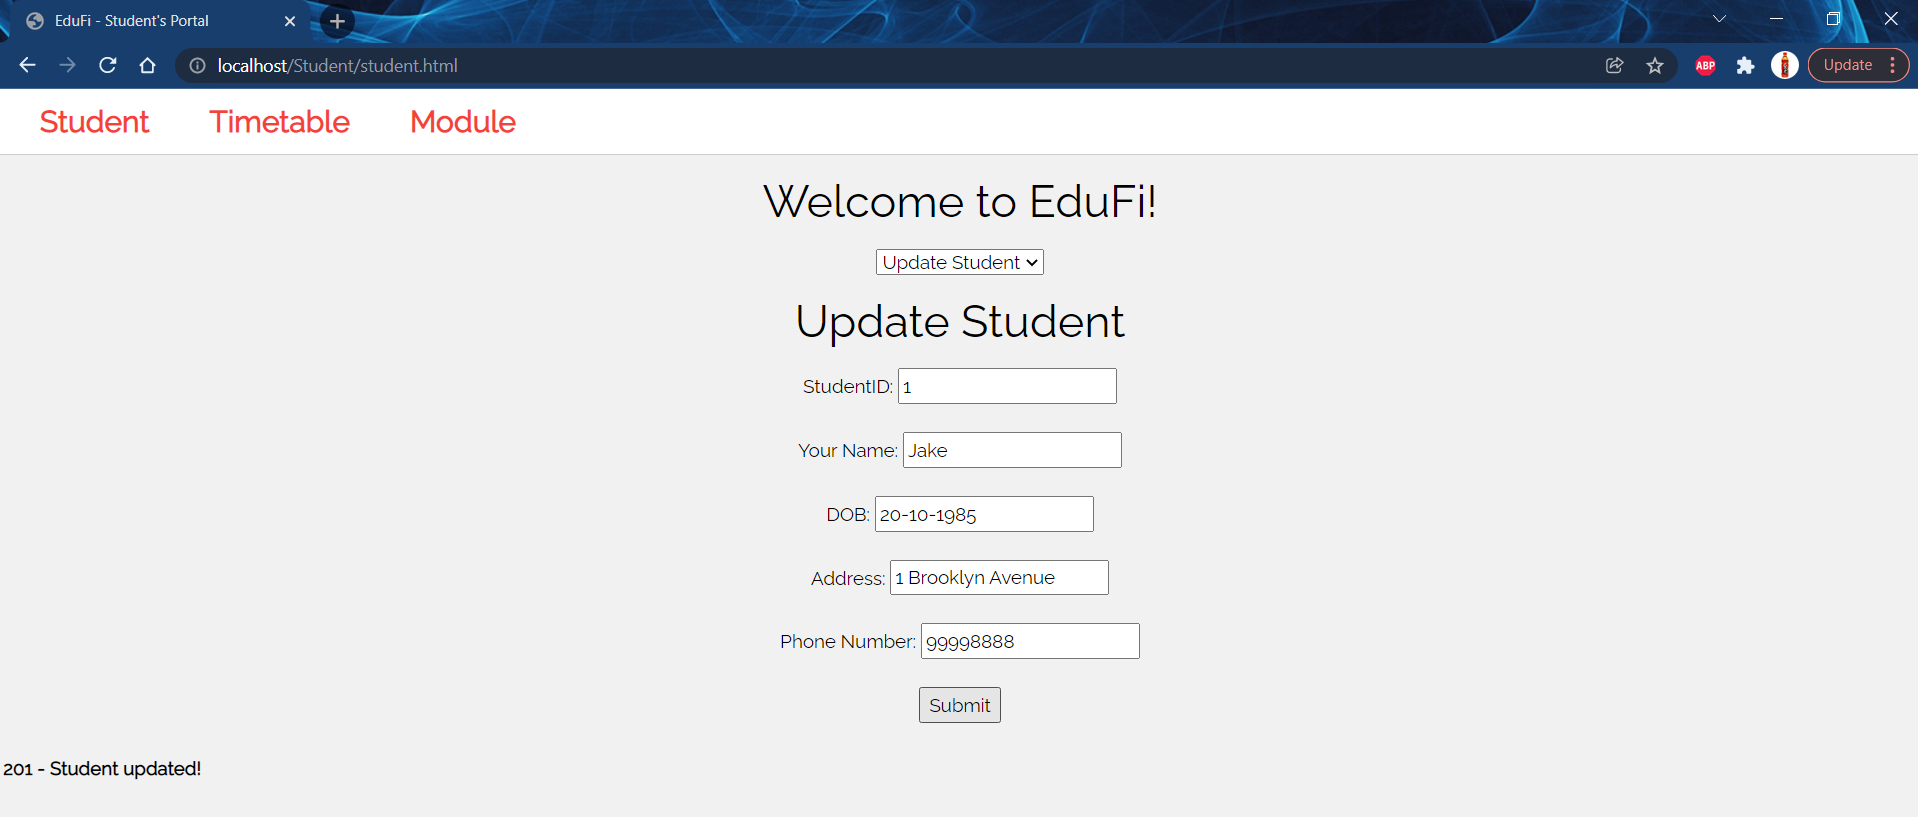 EduFi - Student's Portal
localhost/Student/student.html
ABP
Update
Student Timetable Module
Welcome to EduFi!
Update Student
Update Student
StudentID: 1
Your Name: Jake
DOB: 20-10-1985
Address: 1 Brooklyn Avenue
Phone Number: 99998888
Submit
201 - Student updated!